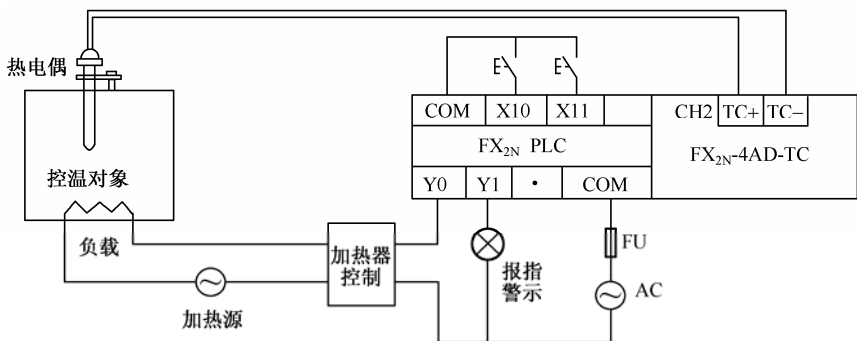 热电偶
控温对象
负载
加热源
加热器
控制
COM X10 X11
FX2N PLC
Y0 Y1 • COM
CH2 TC+ TC−
FX2N-4AD-TC
报指
警示
FU
AC